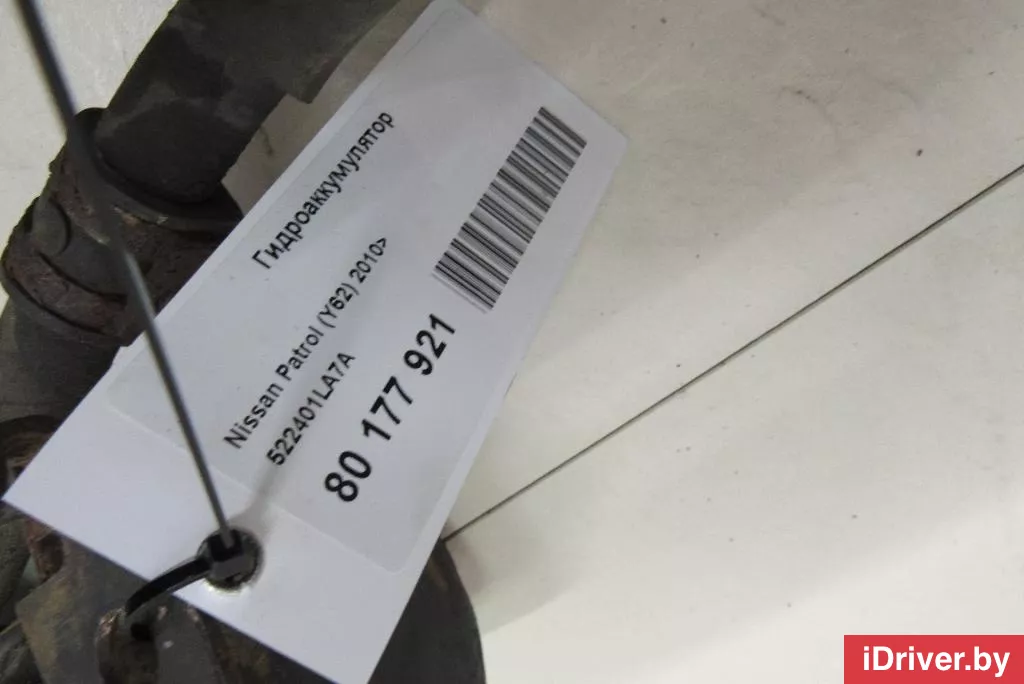 Гидроаккумулятор
Nissan Patrol (Y62) 2010>
522401LA7A
80 177 921
iDriver.by